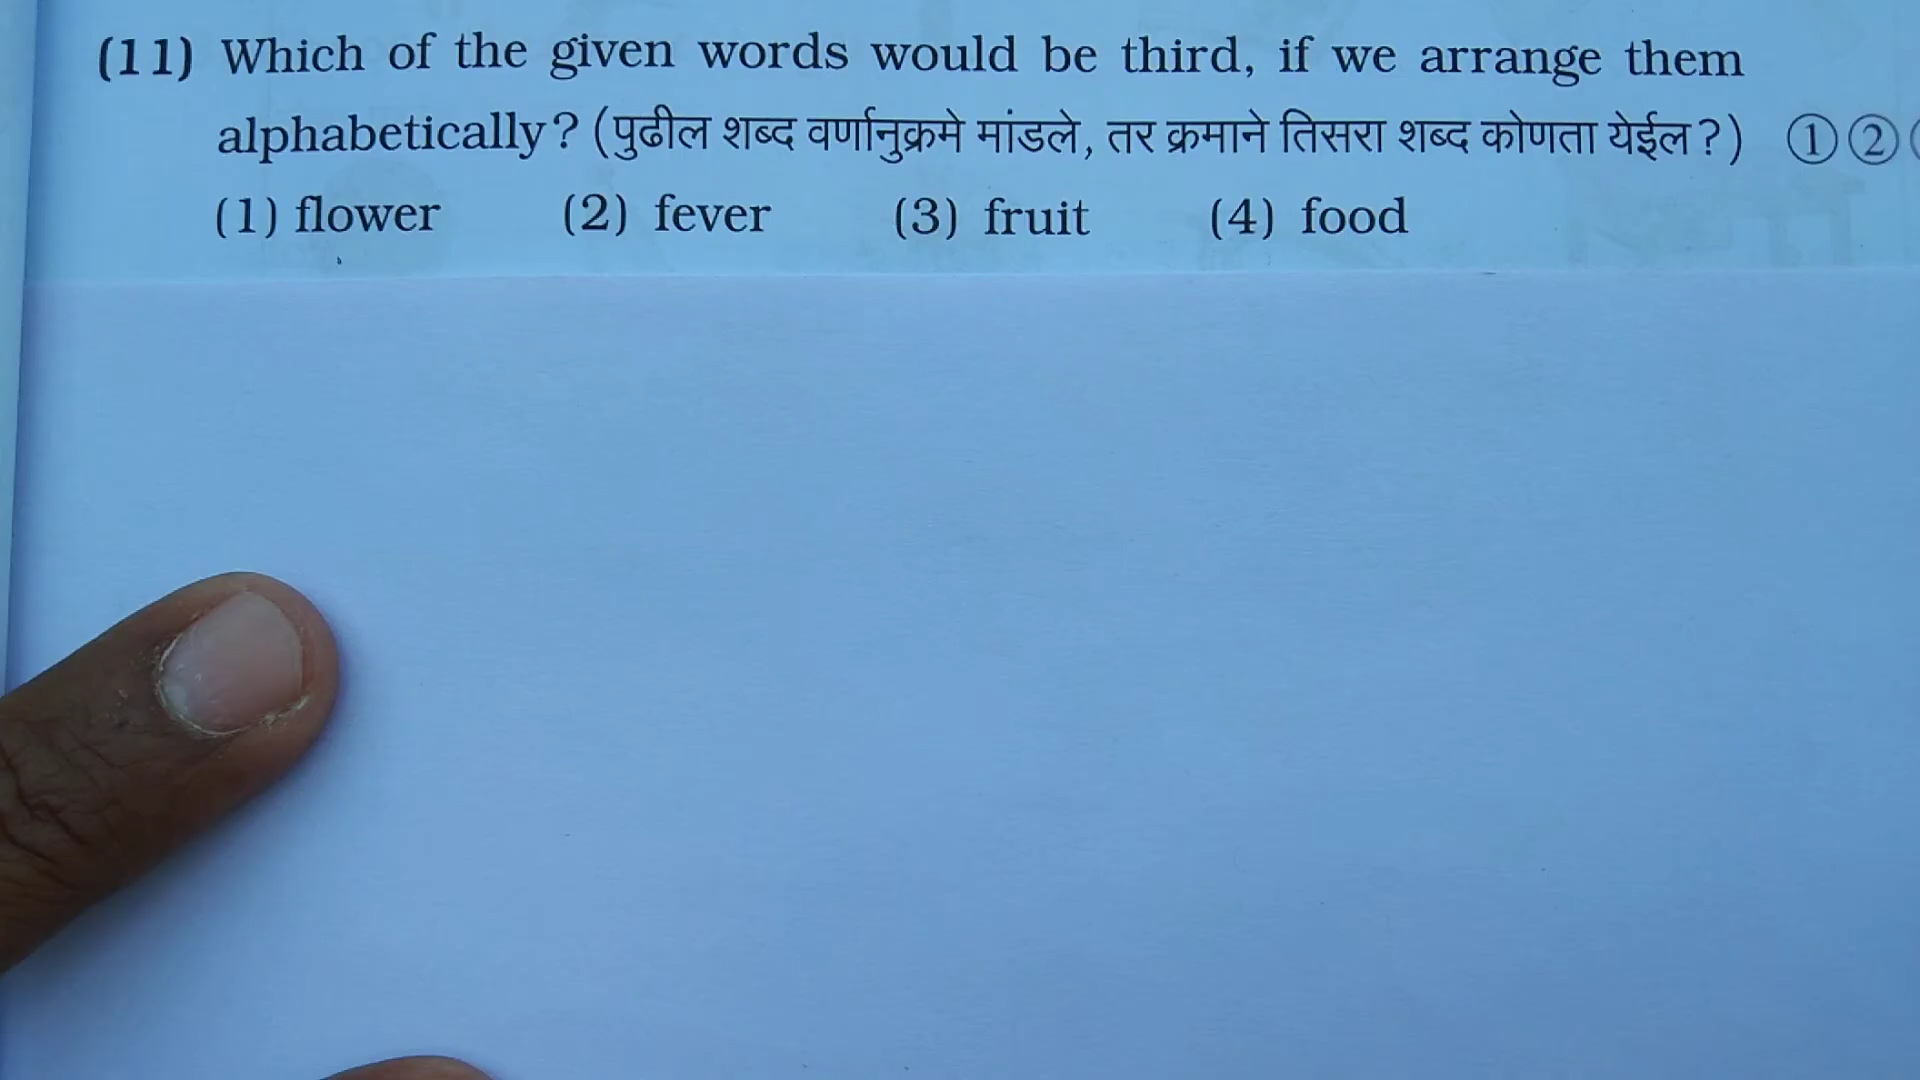 (11) Which of the given words would be third, if we arrange them
alphabetically? (पुढील शब्द वर्णानुक्रमे मांडले, तर क्रमाने तिसरा शब्द कोणता येईल?) ① ②
(1) flower (2) fever (3) fruit (4) food